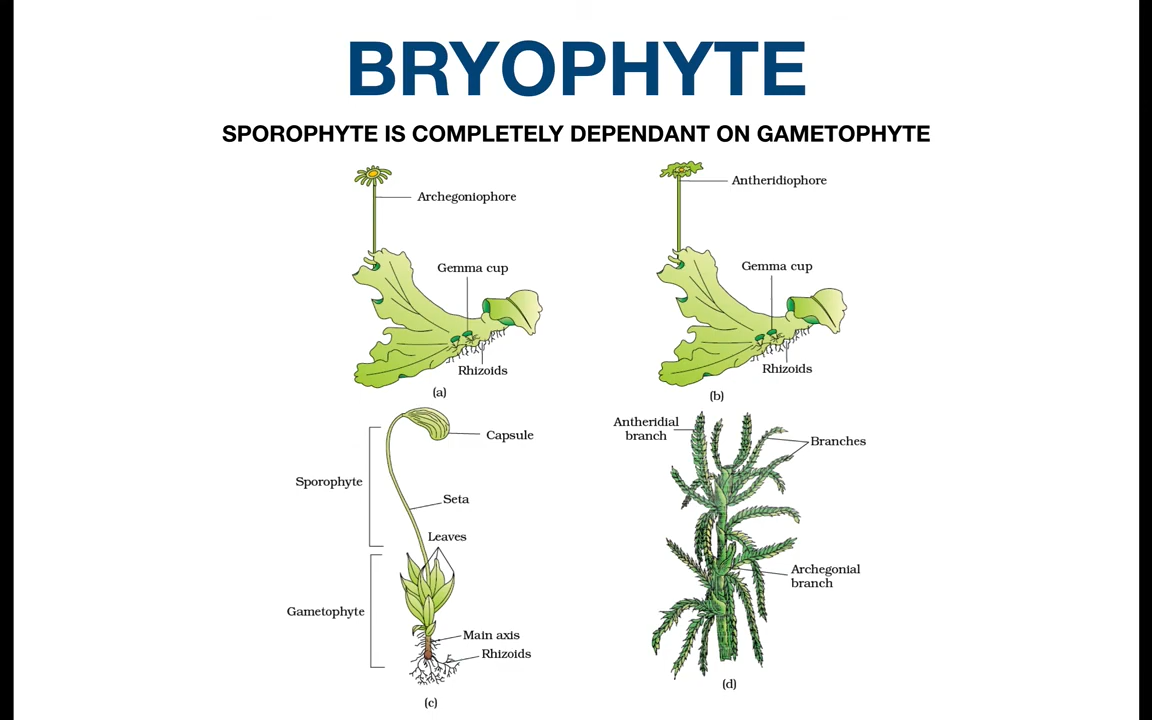 BRYOPHYTE
SPOROPHYTE IS COMPLETELY DEPENDANT ON GAMETOPHYTE
Archegoniophore
Gemma cup
Rhizoids
(a)
Antheridiophore
Gemma cup
Rhizoids
(b)
Capsule
Sporophyte
Seta
Leaves
Gametophyte
Main axis
Rhizoids
(c)
Antheridial
branch
Branches
Archegonial
branch
(d)